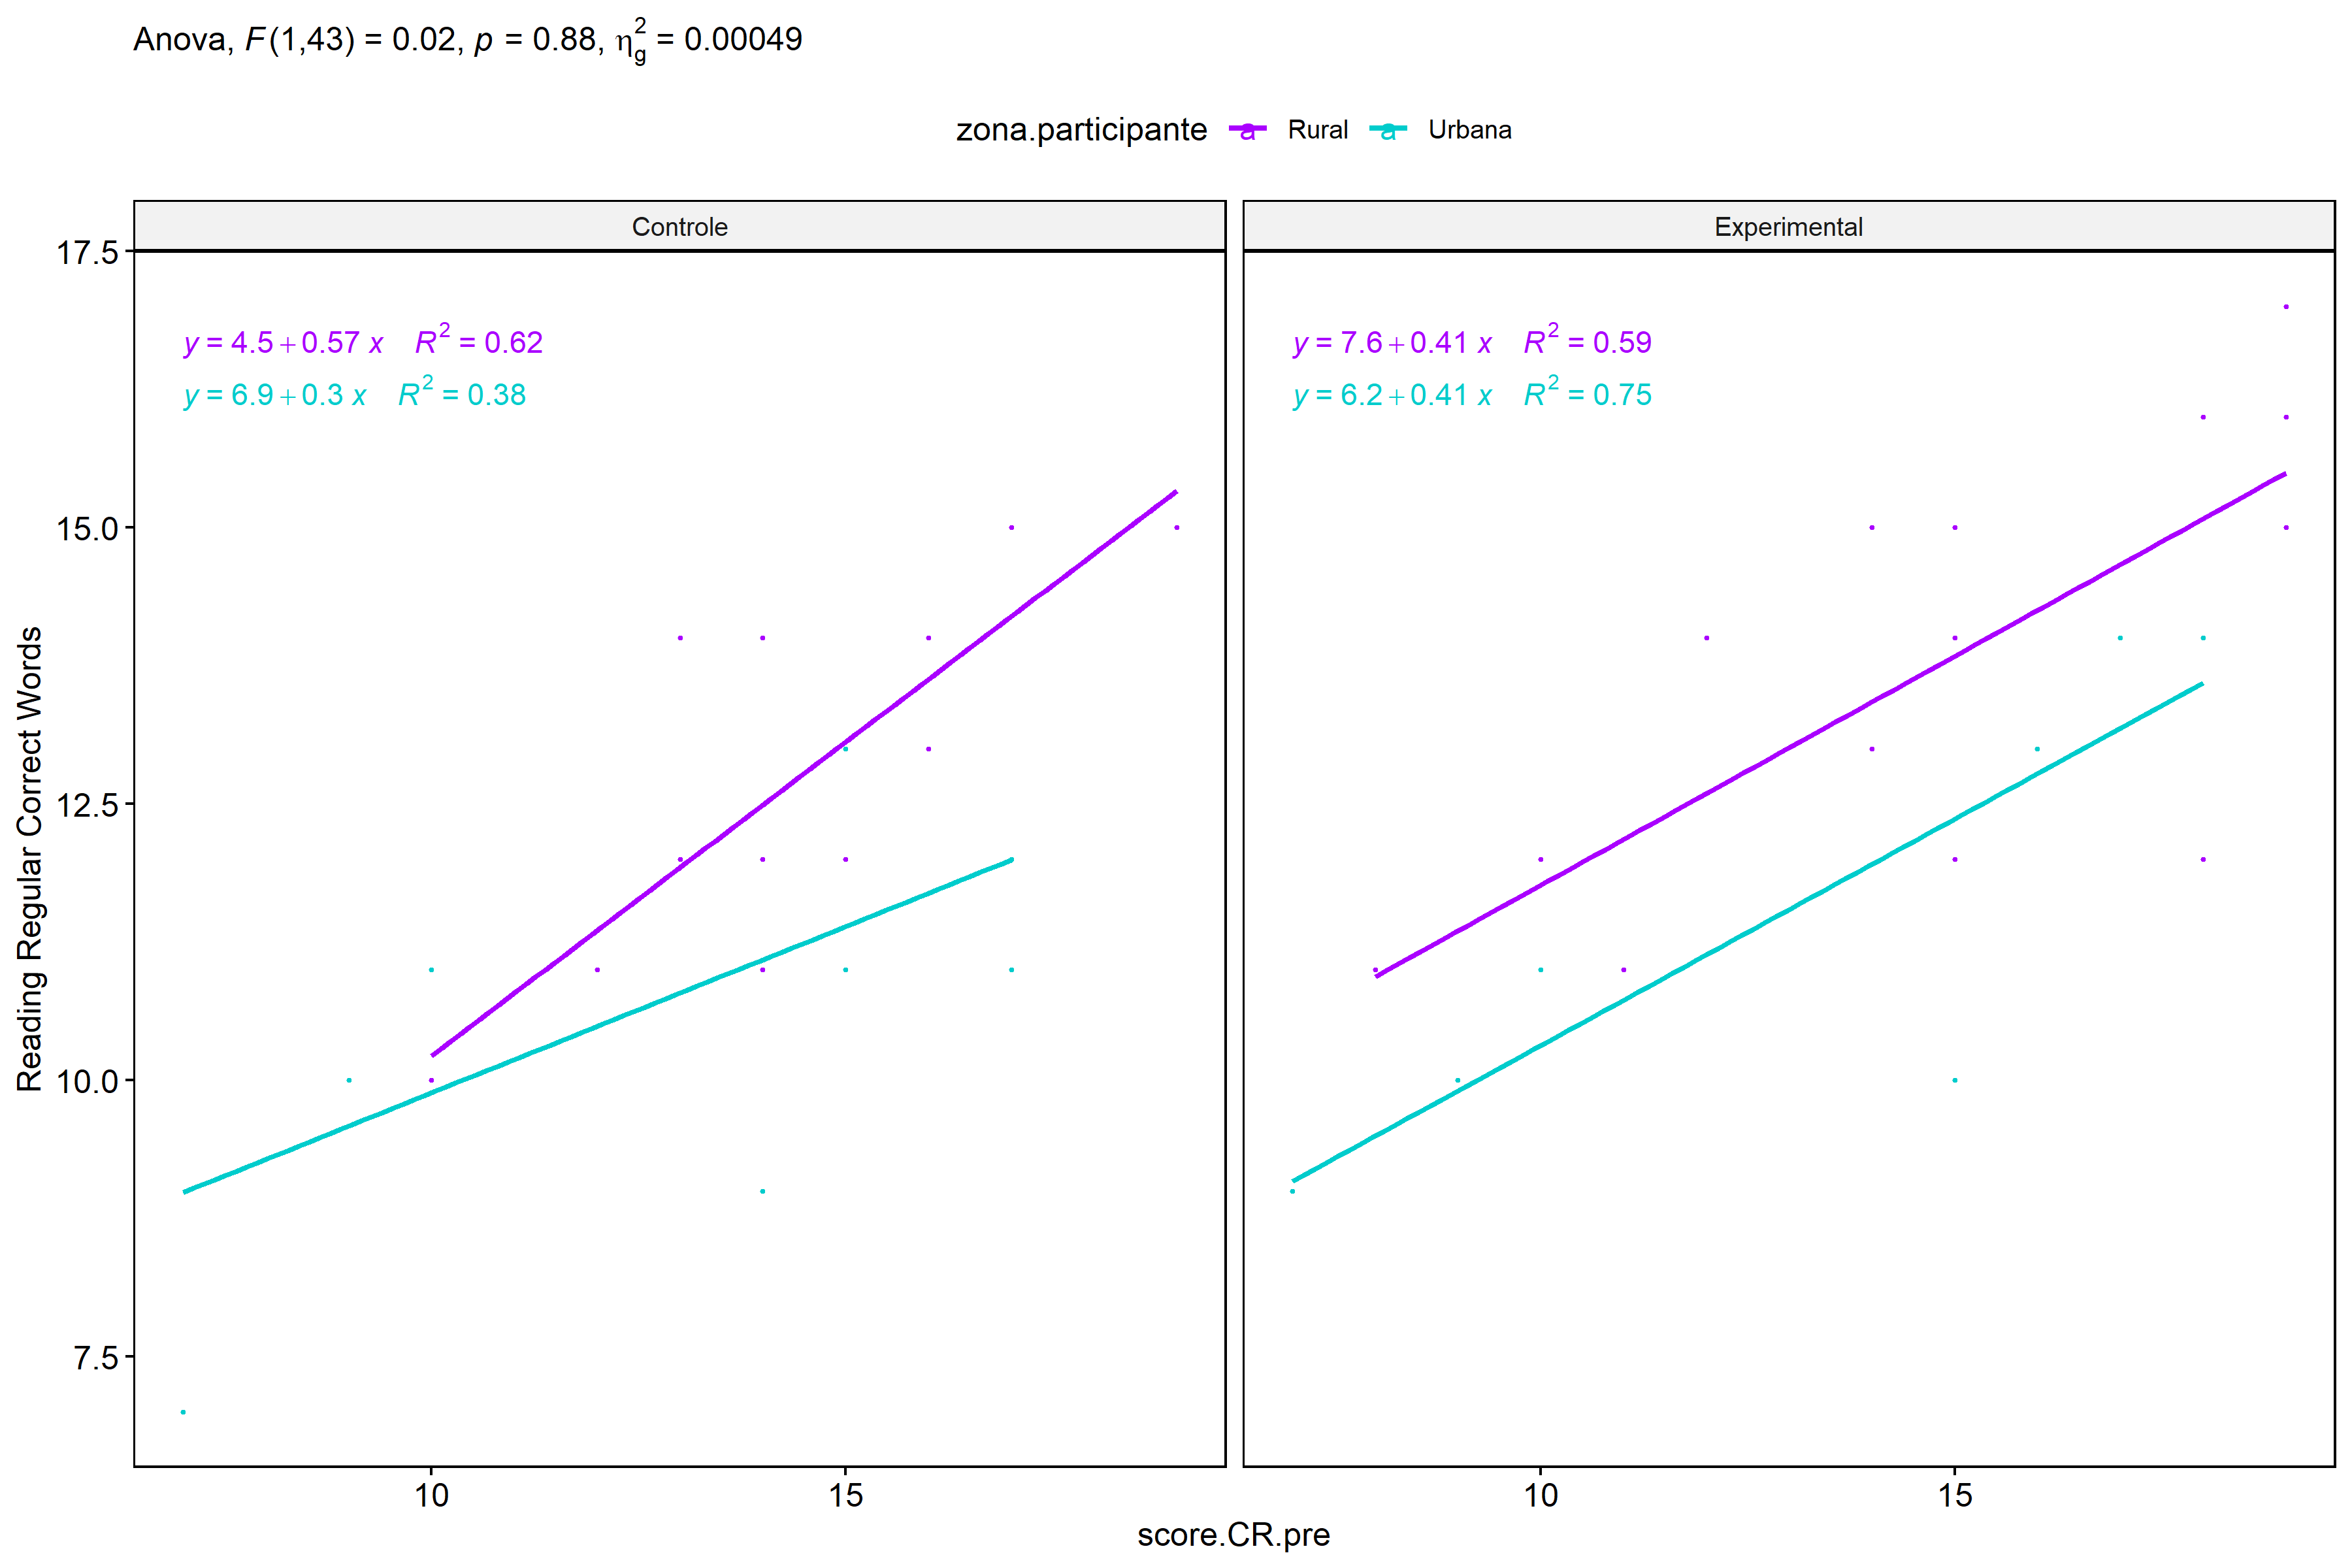 Anova, F(1,43) = 0.02, p = 0.88, η²g = 0.00049
zona.participante a Rural a Urbana
Controle
Experimental
y = 4.5 + 0.57 x R² = 0.62
y = 6.9 + 0.3 x R² = 0.38
y = 7.6 + 0.41 x R² = 0.59
y = 6.2 + 0.41 x R² = 0.75
Reading Regular Correct Words
17.5
15.0
12.5
10.0
7.5
10 15
10 15
score.CR.pre